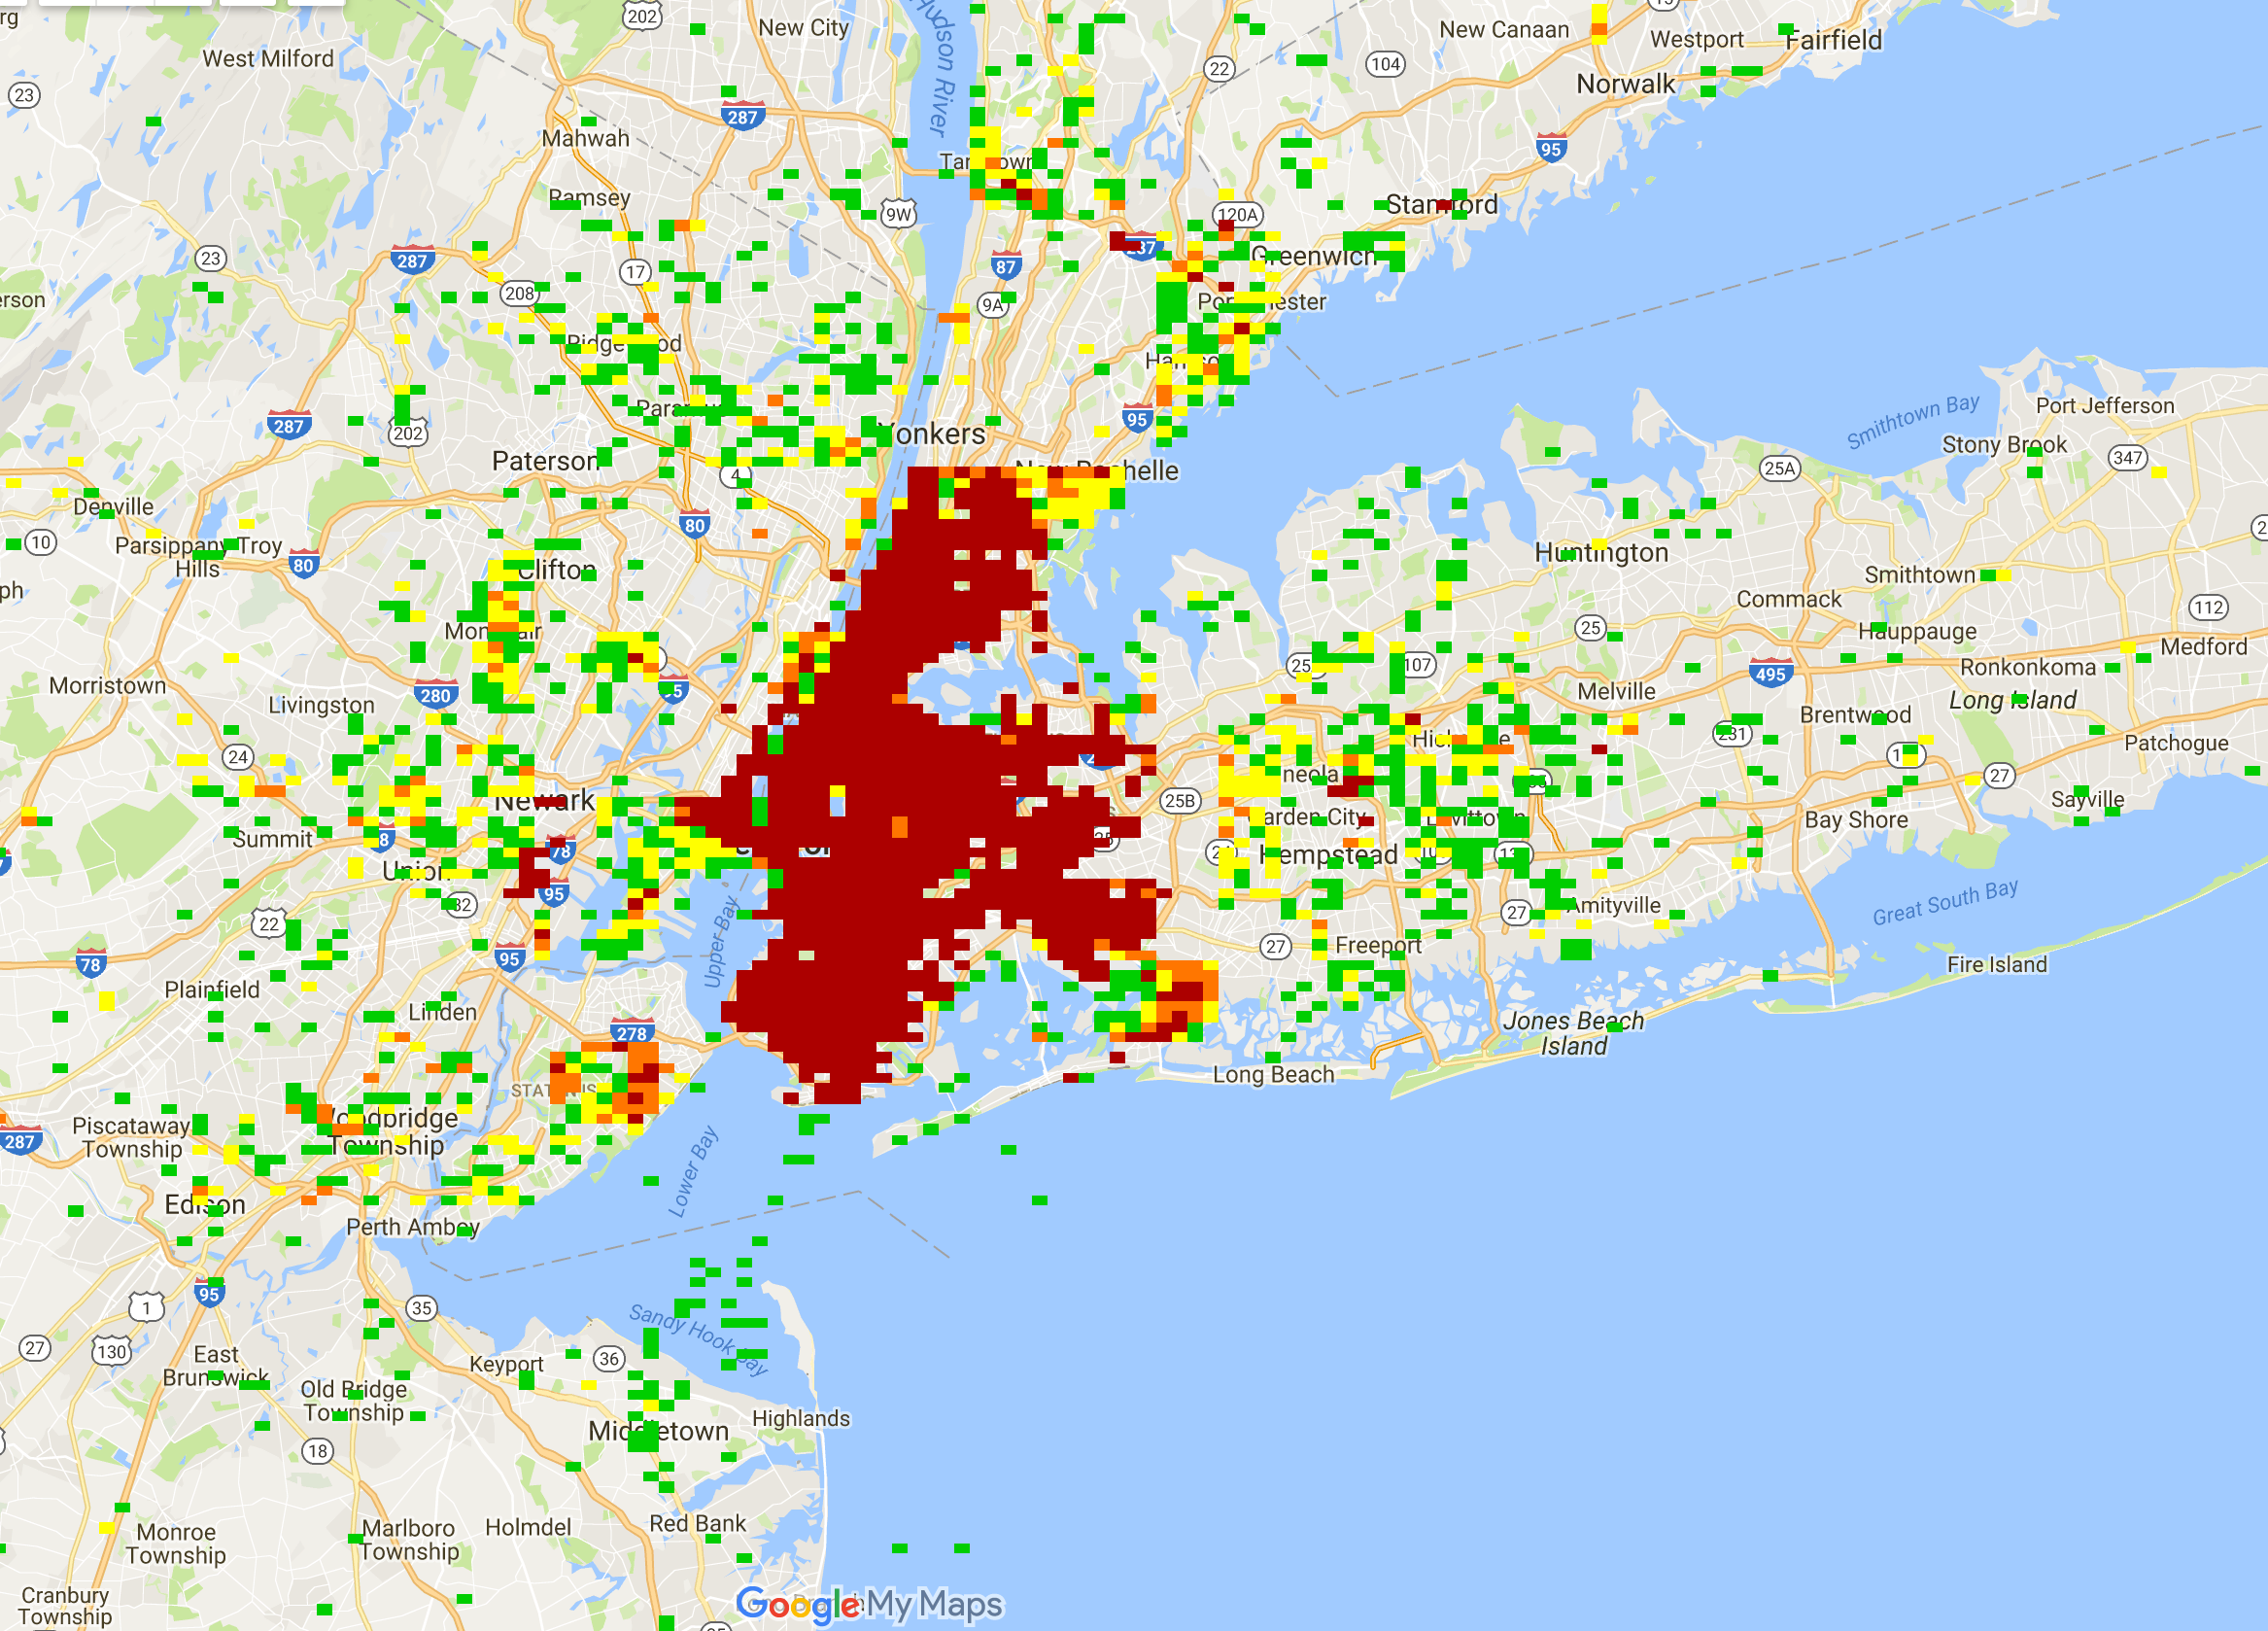 rg
West Milford
202
New City
Hudson River
22
104
New Canaan
15
Westport
Fairfield
Norwalk
23
287
Mahwah
95
Ramsey
9W
120A
Stamford
23
287
208
17
87
287
Greenwich
erson
9A
Port Chester
Ridgewood
287
202
Paramus
Yonkers
95
Smithtown Bay
Port Jefferson
Stony Brook
347
25A
Paterson
4
New Rochelle
Denville
80
10
Parsippany Troy
Hills
80
Clifton
Huntington
Smithtown
ph
Commack
112
25
Hauppauge
Medford
Montclair
107
Morristown
280
95
495
Ronkonkoma
Melville
Long Island
Livingston
Brentwood
231
Patchogue
24
27
Newark
25B
Mineola
Sayville
Summit
78
Garden City
Levittown
Bay Shore
Union
Hempstead
95
82
22
27
Amityville
Great South Bay
78
95
Upper Bay
27
Freeport
Fire Island
Plainfield
Linden
278
Jones Beach
Island
Long Beach
Piscataway
Township
287
Woodbridge
Township
Lower Bay
Edison
Perth Amboy
95
1
35
Sandy Hook Bay
27
130
East
Brunswick
Keyport
36
Old Bridge
Township
Middletown
Highlands
18
Monroe
Township
Marlboro
Township
Holmdel
Red Bank
Cranbury
Township
Google My Maps